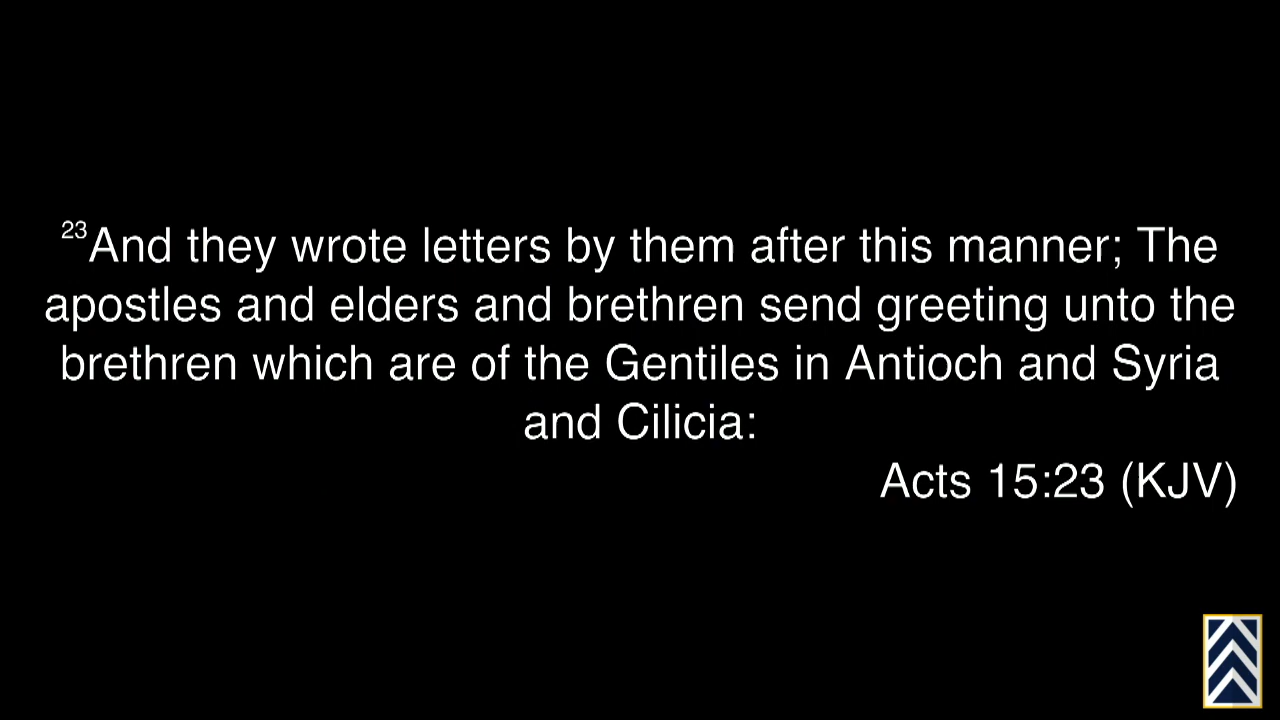 23And they wrote letters by them after this manner; The
apostles and elders and brethren send greeting unto the
brethren which are of the Gentiles in Antioch and Syria
and Cilicia:
Acts 15:23 (KJV)